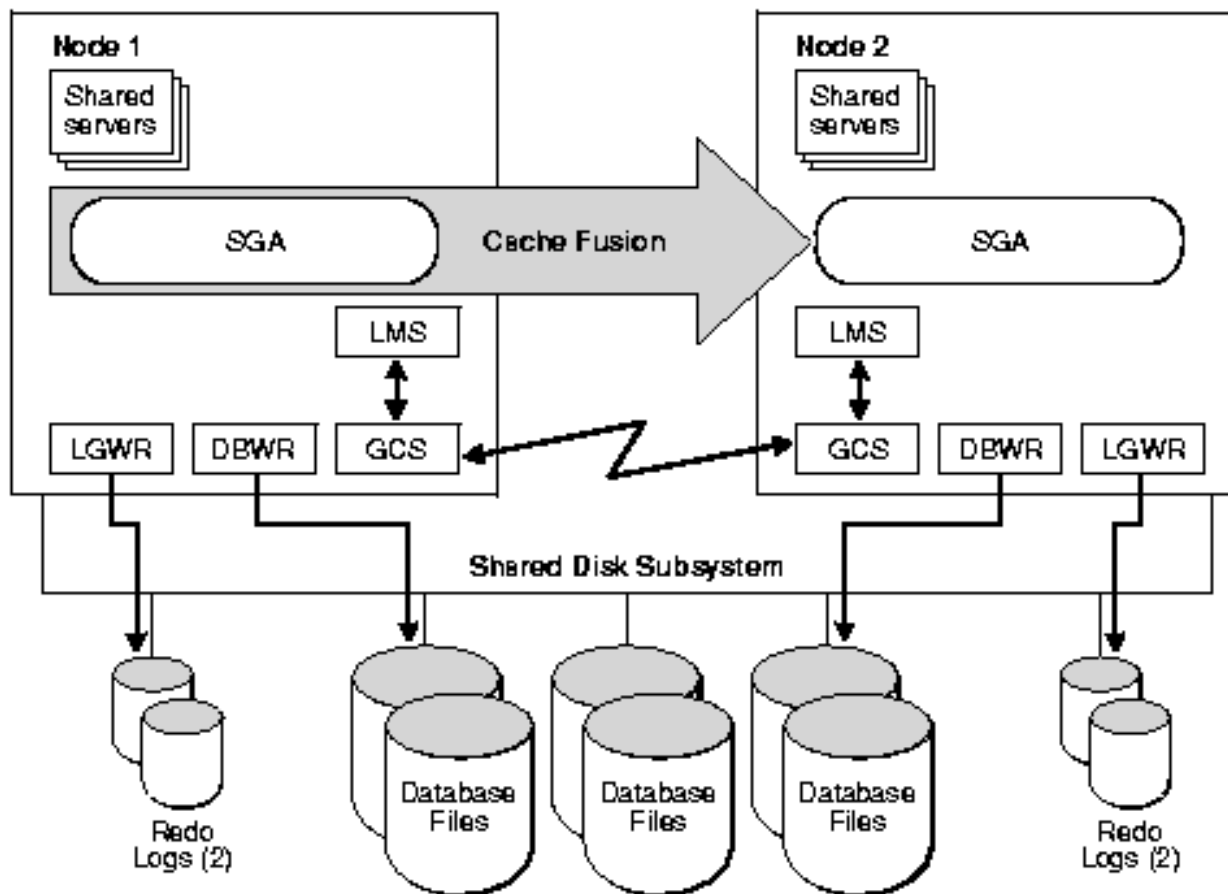 Node 1
Shared
servers
SGA
LMS
LGWR
DBWR
GCS
Cache Fusion
Node 2
Shared
servers
SGA
LMS
GCS
DBWR
LGWR
Shared Disk Subsystem
Redo
Logs (2)
Database
Files
Database
Files
Database
Files
Redo
Logs (2)